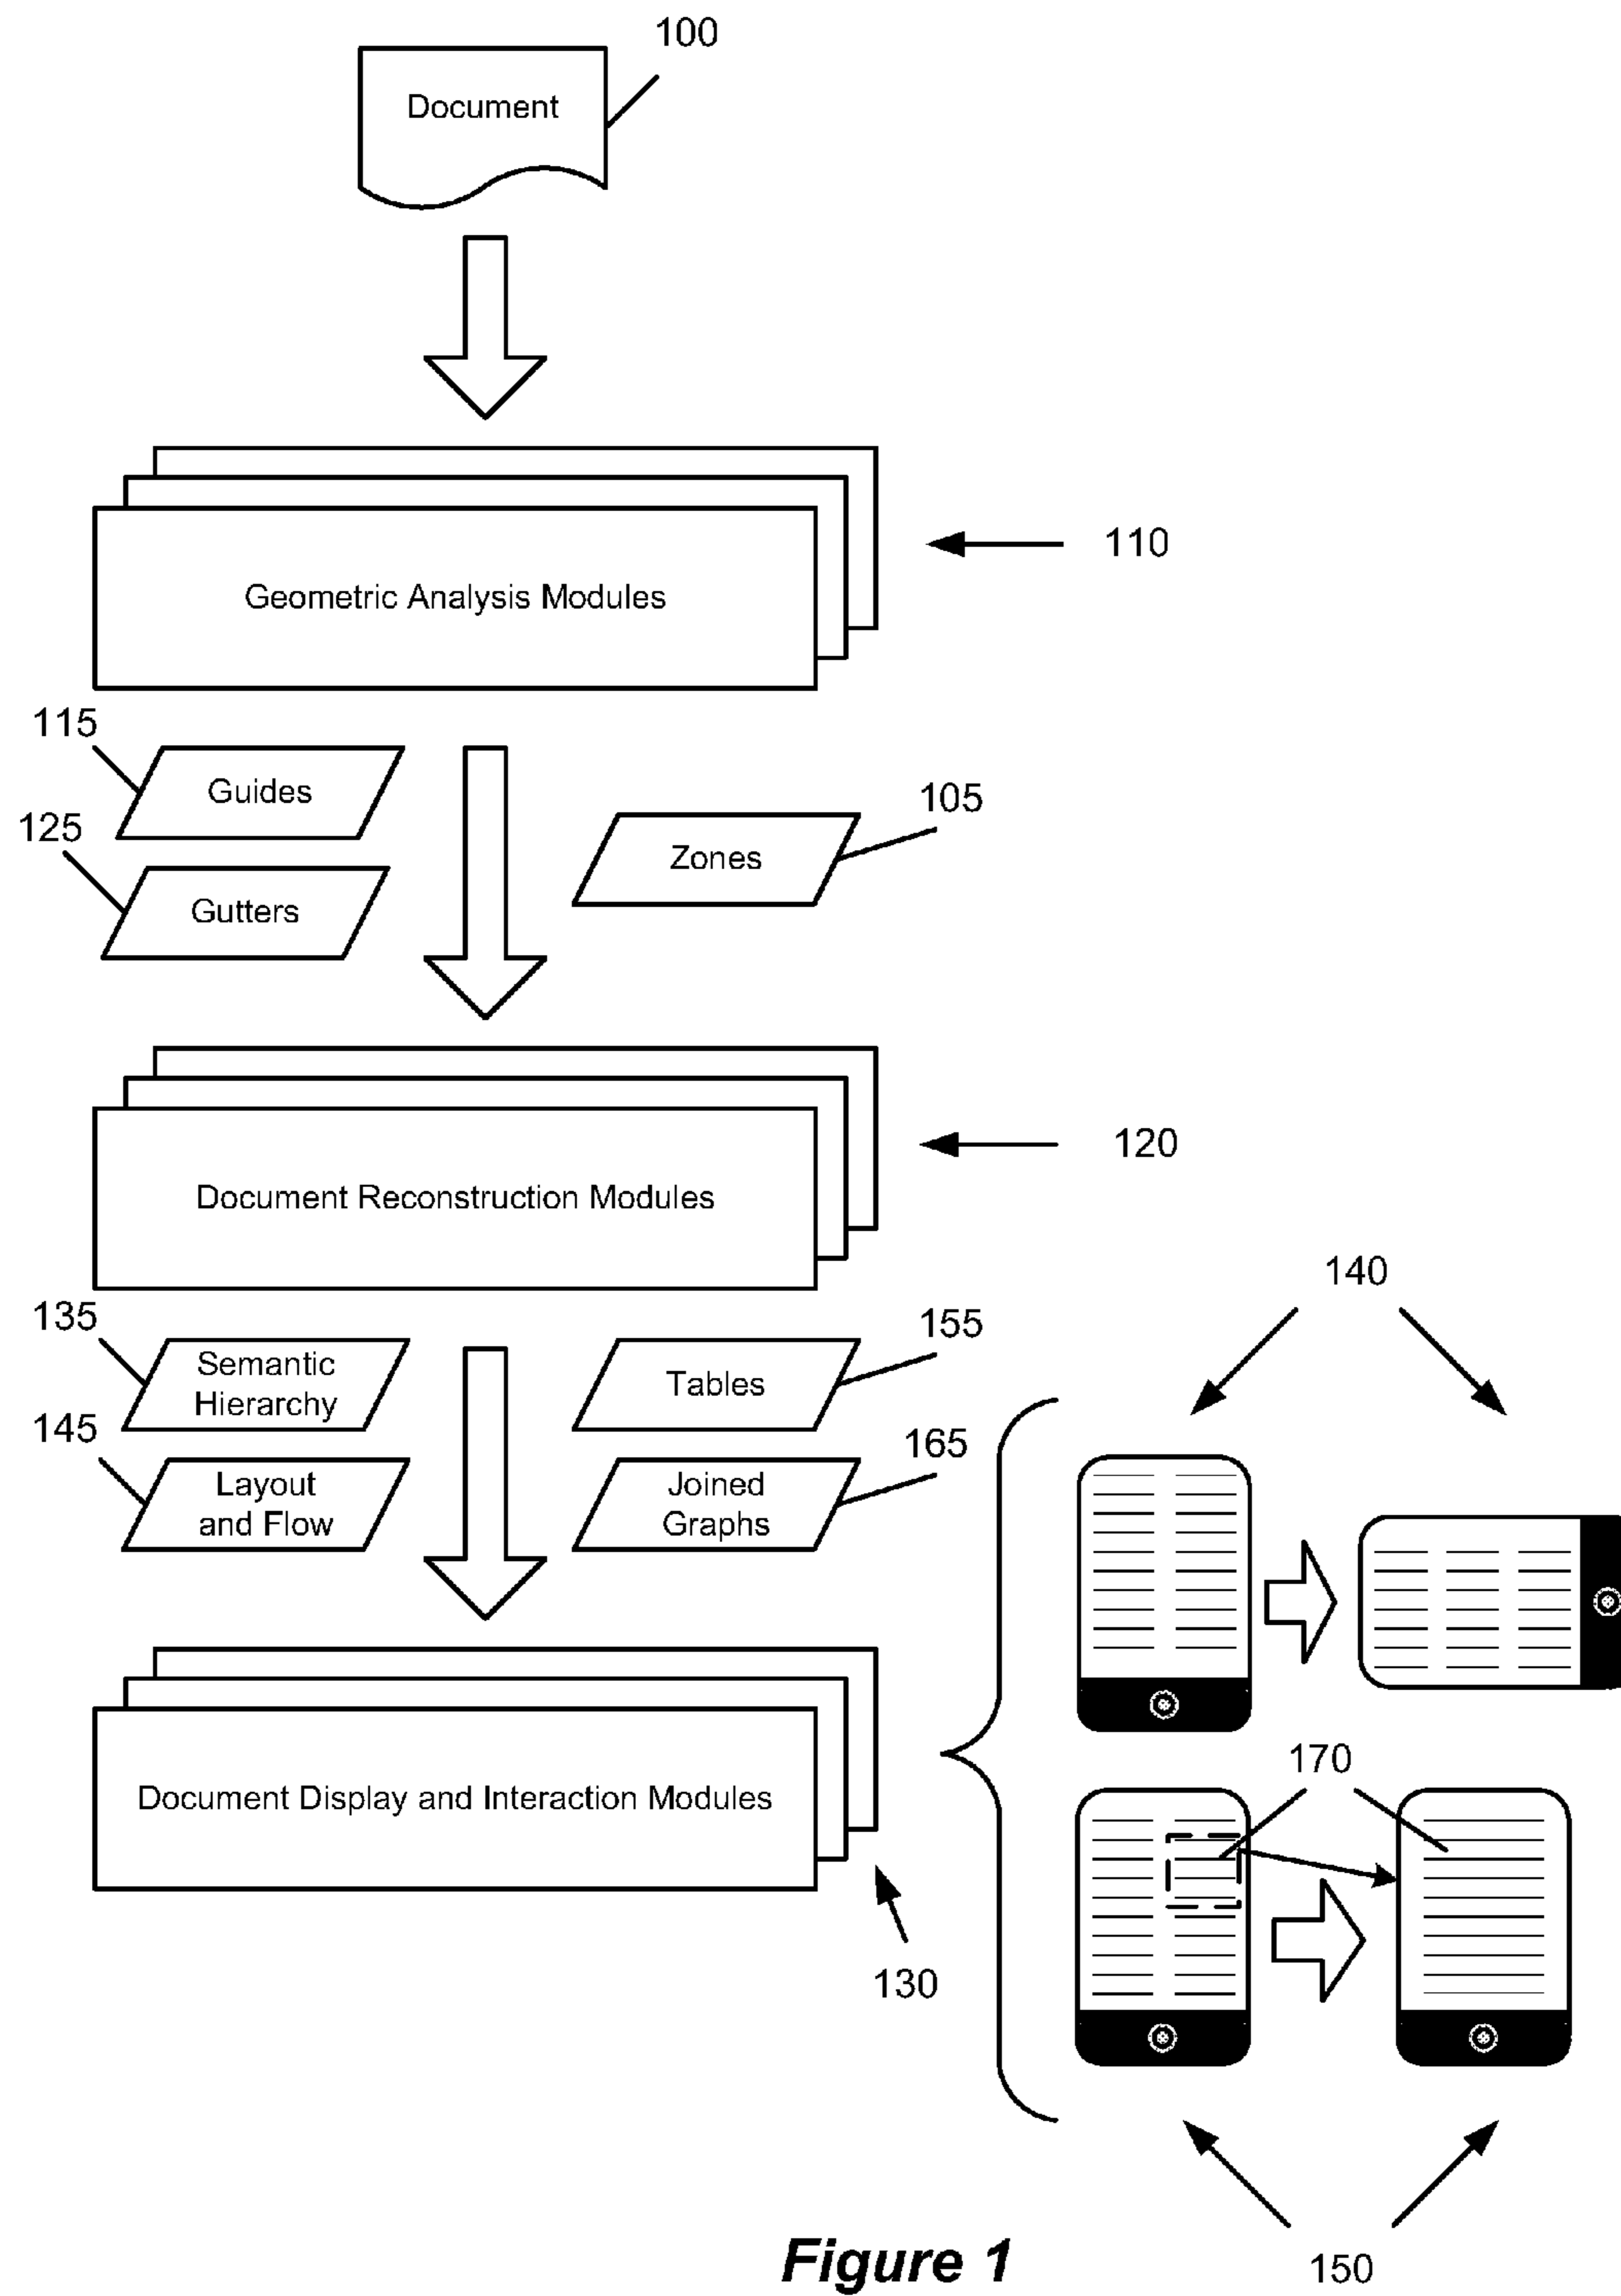 100
Document
110
Geometric Analysis Modules
115
Guides
105
125
Zones
Gutters
120
Document Reconstruction Modules
140
135
155
Semantic
Hierarchy
Tables
145
165
Layout
and Flow
Joined
Graphs
170
Document Display and Interaction Modules
130
150
Figure 1